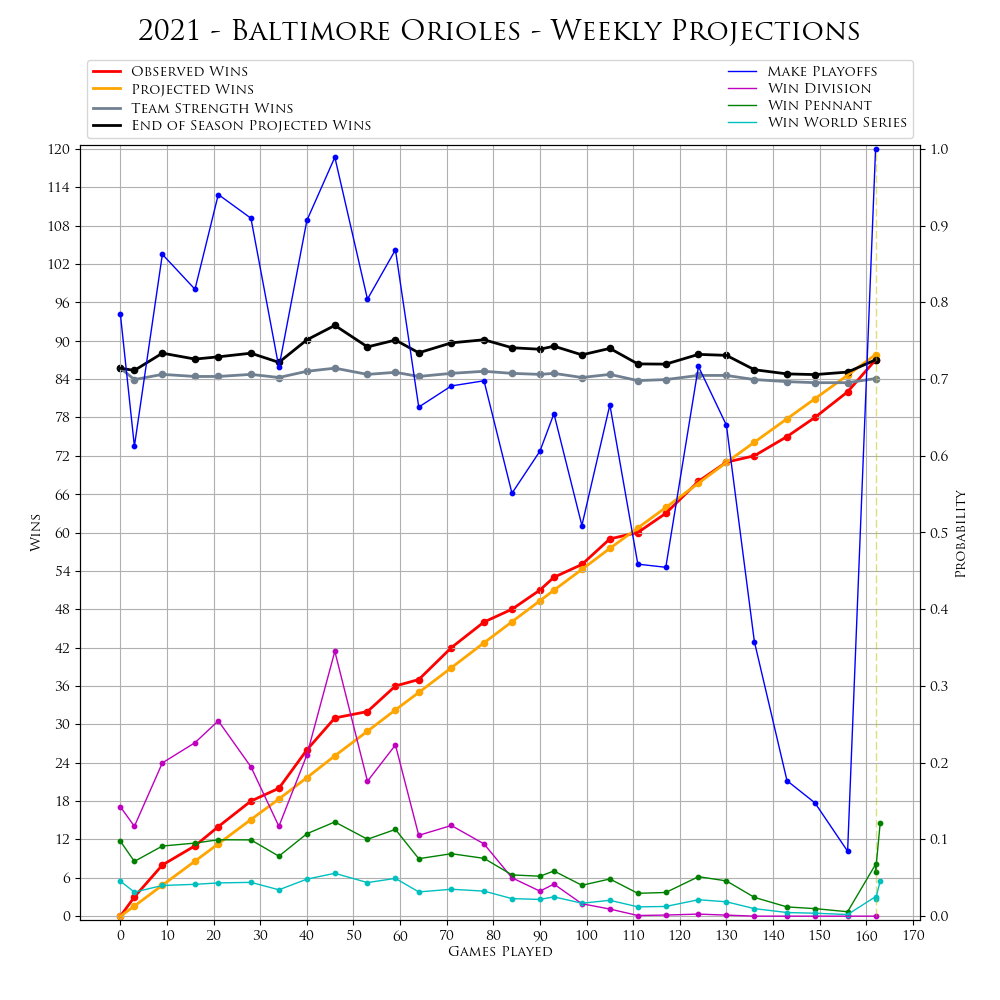 2021 - Baltimore Orioles - Weekly Projections
Observed Wins
Projected Wins
Team Strength Wins
End of Season Projected Wins
Make Playoffs
Win Division
Win Pennant
Win World Series
120
114
108
102
96
90
84
78
72
66
60
54
48
42
36
30
24
18
12
6
0
Wins
1.0
0.9
0.8
0.7
0.6
0.5
0.4
0.3
0.2
0.1
0.0
Probability
0 10 20 30 40 50 60 70 80 90 100 110 120 130 140 150 160 170
Games Played